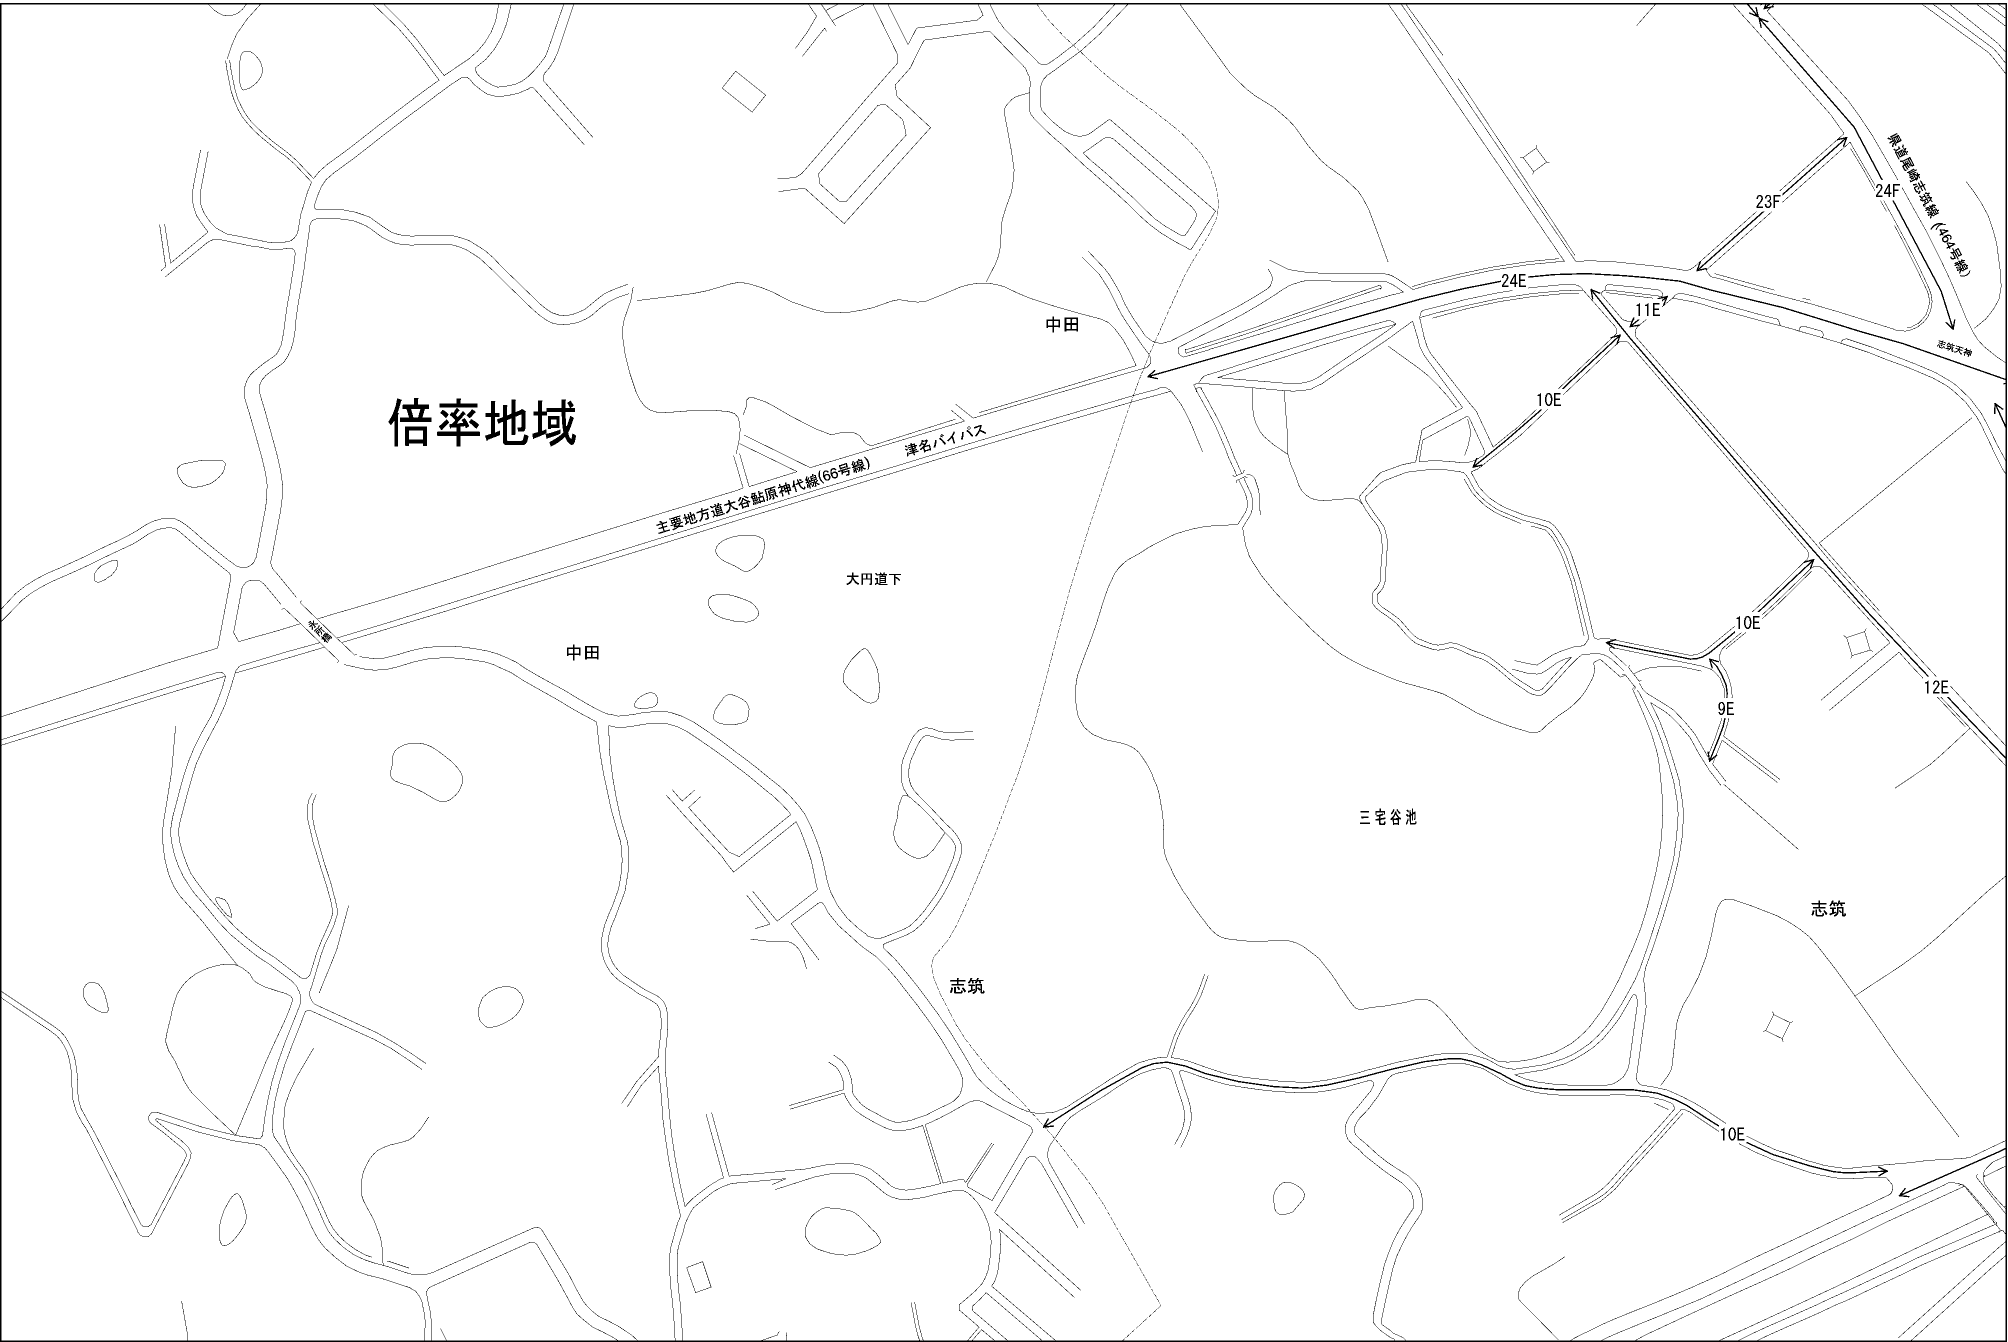 県道尾崎志筑線 (464号線)
24F
23F
24E
11E
中田
志筑天神
10E
倍率地域
津名バイパス
主要地方道大谷鮎原神代線(66号線)
大円道下
10E
中田
12E
9E
三宅谷池
志筑
志筑
10E